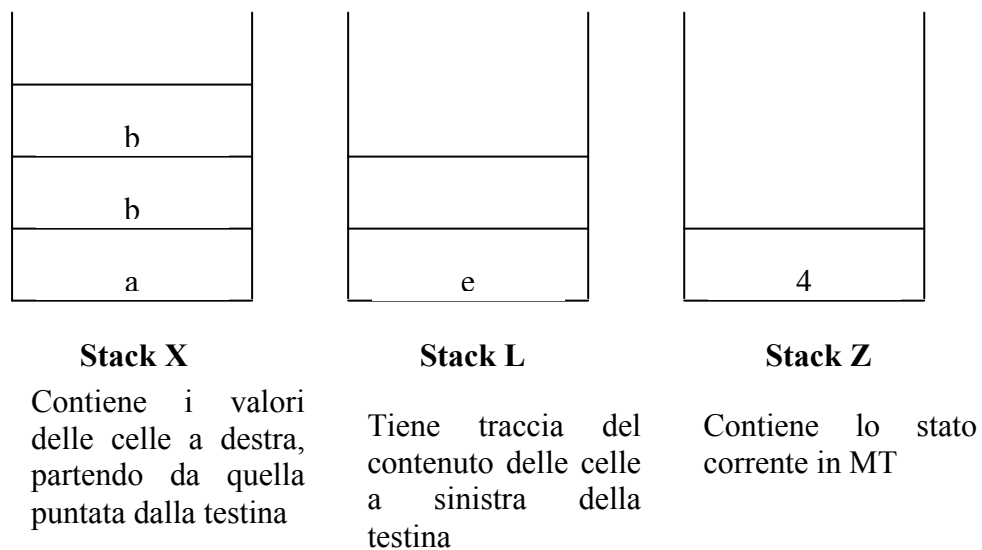 b
b
a
e
4
Stack X
Contiene i valori
delle celle a destra,
partendo da quella
puntata dalla testina
Stack L
Tiene traccia del
contenuto delle celle
a sinistra della
testina
Stack Z
Contiene lo stato
corrente in MT